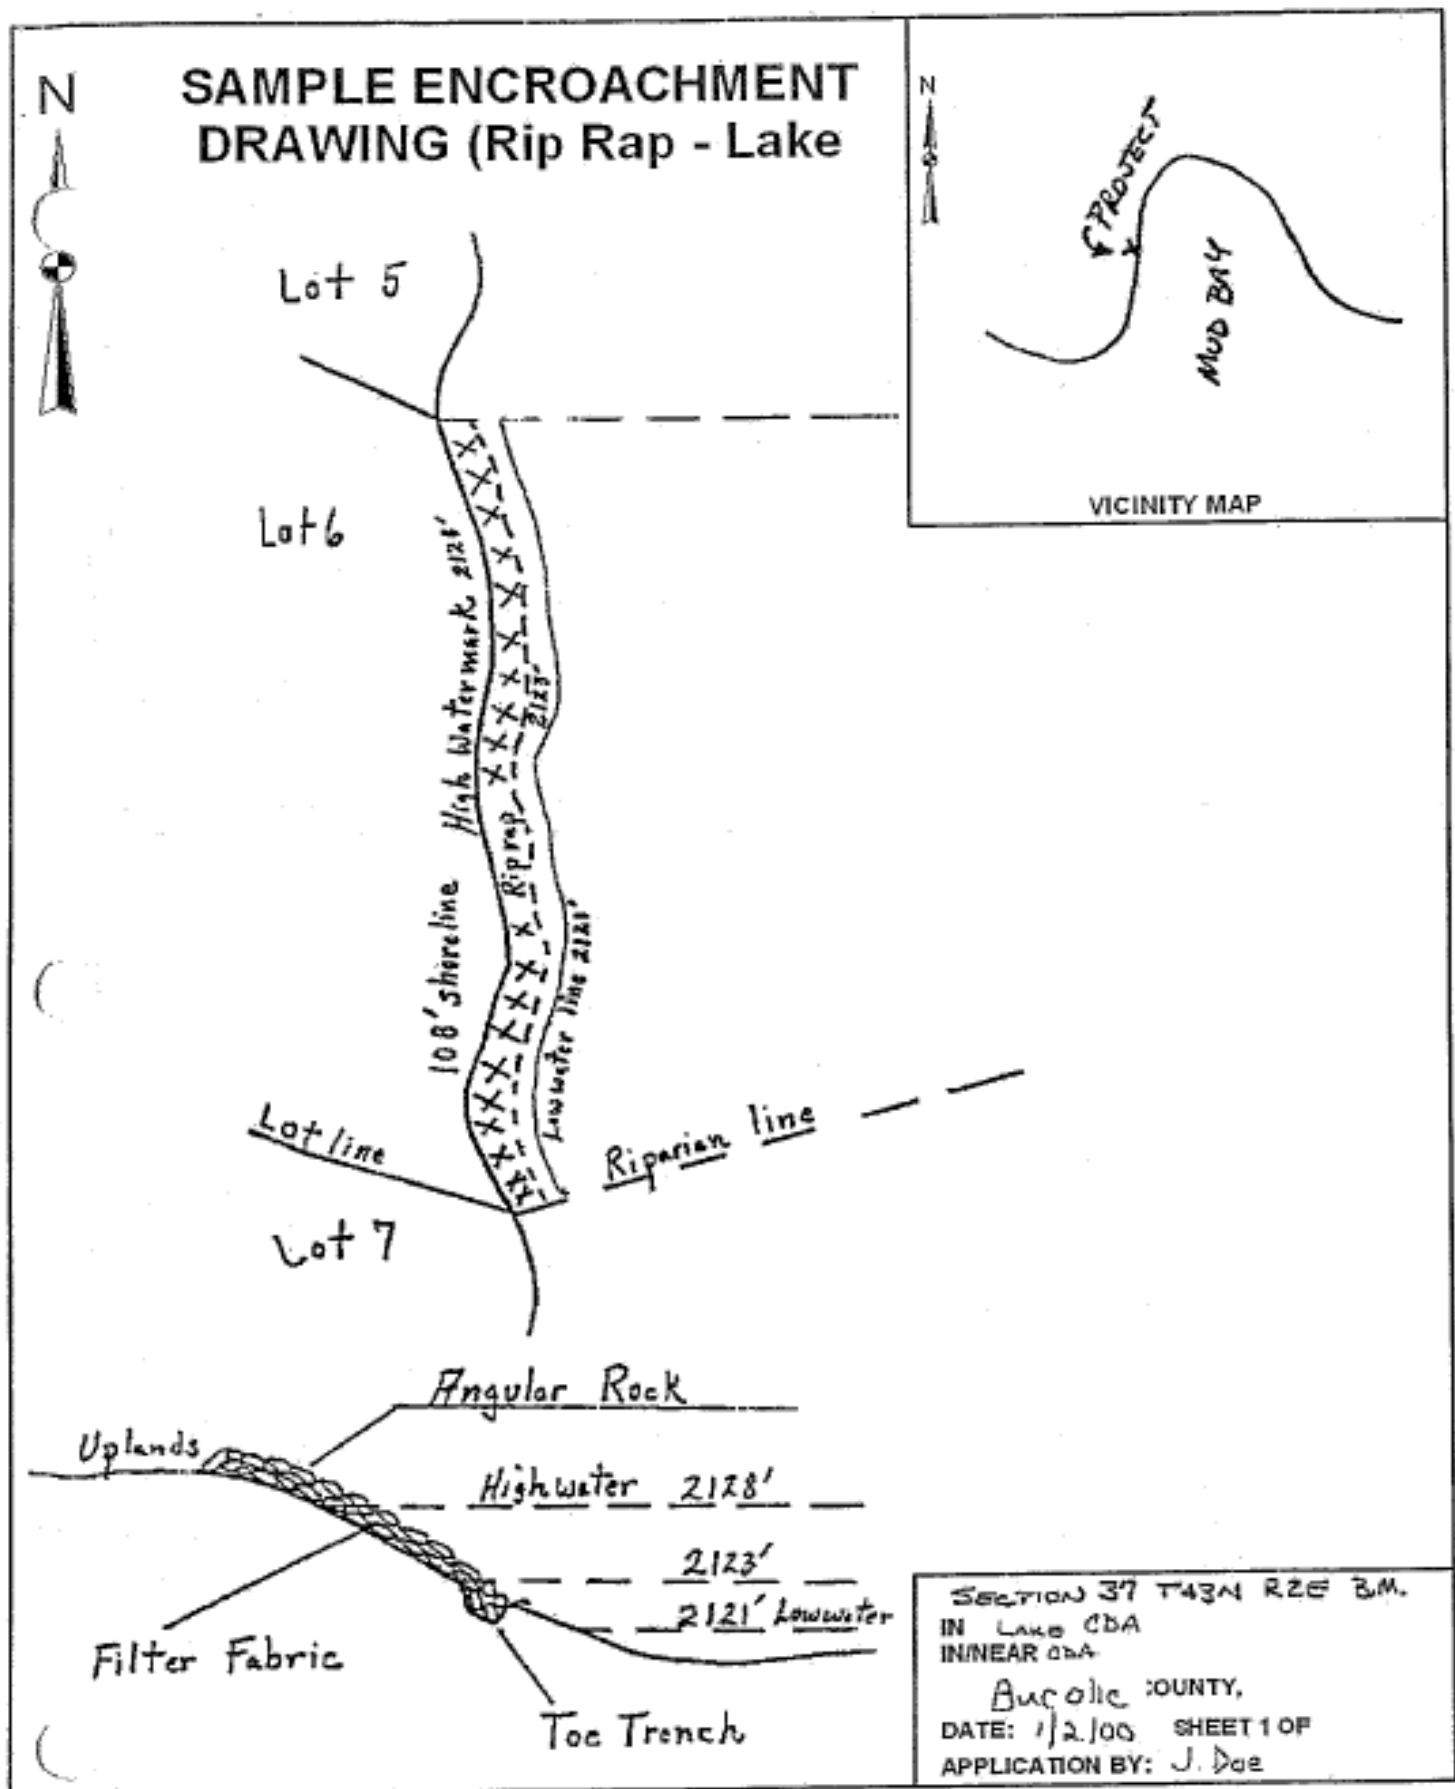 N
SAMPLE ENCROACHMENT
DRAWING (Rip Rap - Lake
N
PROJECT
MUD BAY
VICINITY MAP
Lot 5
Lot 6
High Watermark 2128'
2123'
Riprap
108' shoreline
Lowwater line 2121'
Lot line
Riparian line
Lot 7
Angular Rock
Uplands
Highwater 2128'
2123'
2121' Lowwater
Filter Fabric
Toe Trench
SECTION 37 T43N R2E B.M.
IN Lake CDA
IN/NEAR CDA
COUNTY,
DATE: 1/2/00 SHEET 1 OF
APPLICATION BY: J. Doe